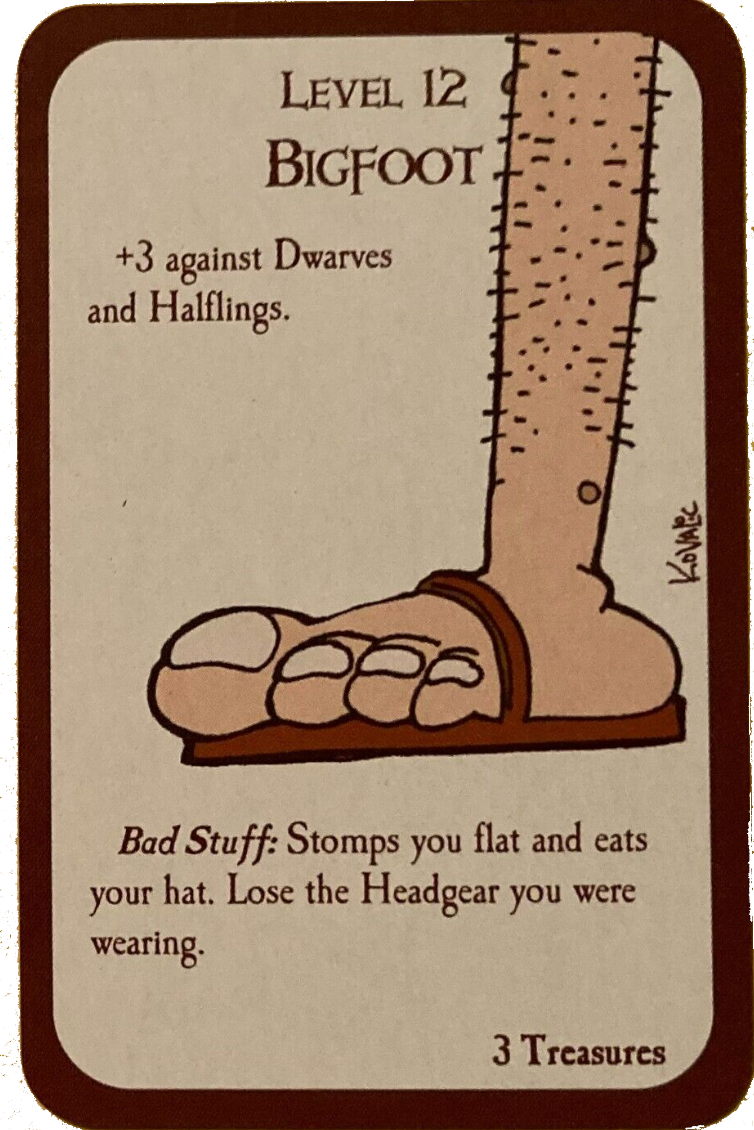 LEVEL 12
BIGFOOT
+3 against Dwarves
and Halflings.
KOVALIC
Bad Stuff: Stomps you flat and eats
your hat. Lose the Headgear you were
wearing.
3 Treasures